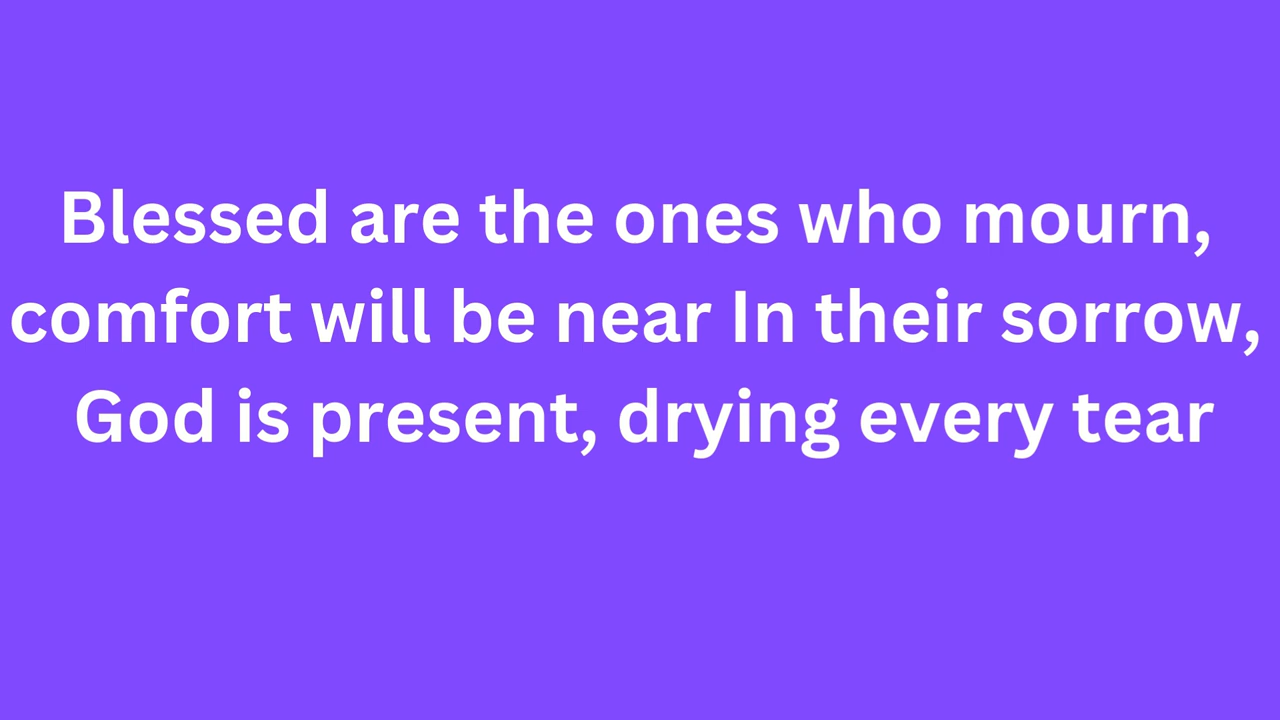 Blessed are the ones who mourn,
comfort will be near In their sorrow,
God is present, drying every tear